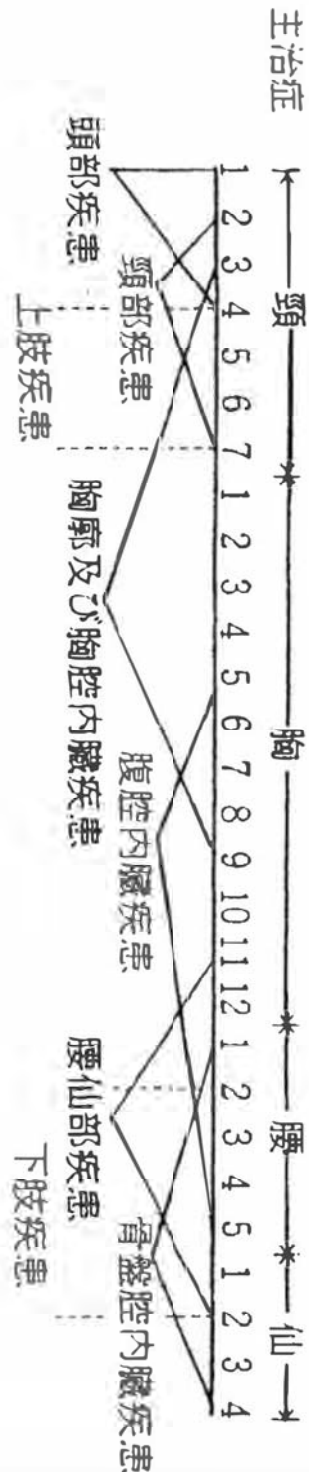 主治症
頸 胸 腰 仙
1 2 3 4 5 6 7 1 2 3 4 5 6 7 8 9 10 11 12 1 2 3 4 5 1 2 3 4
頭部疾患
頸部疾患
上肢疾患
胸廓及び胸腔内臓疾患
腹腔内臓疾患
腰仙部疾患
下肢疾患
骨盤腔内臓疾患